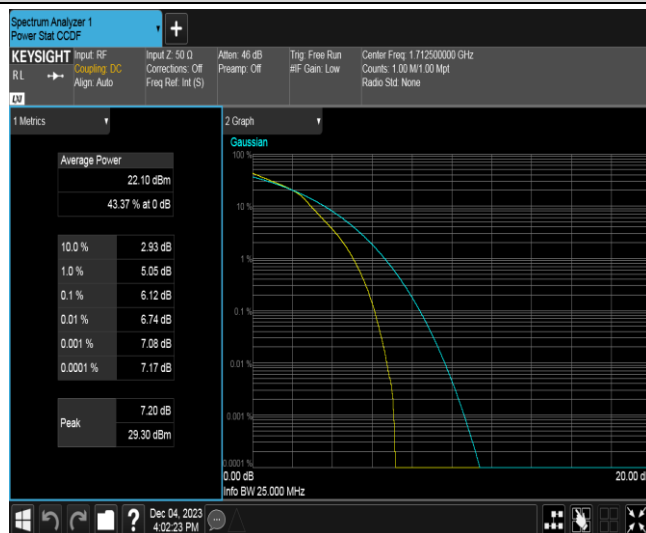 Spectrum Analyzer 1
Power Stat CCDF
+
KEYSIGHT
RL
LXI
Input: RF
Coupling: DC
Align: Auto
Input Z: 50 Ω
Corrections: Off
Freq Ref: Int (S)
Atten: 46 dB
Preamp: Off
Trig: Free Run
#IF Gain: Low
Center Freq: 1.712500000 GHz
Counts: 1.00 M/1.00 Mpt
Radio Std: None
1 Metrics
Average Power
22.10 dBm
43.37 % at 0 dB
10.0 % 2.93 dB
1.0 % 5.05 dB
0.1 % 6.12 dB
0.01 % 6.74 dB
0.001 % 7.08 dB
0.0001 % 7.17 dB
Peak
7.20 dB
29.30 dBm
2 Graph
Gaussian
100 %
10 %
1 %
0.1 %
0.01 %
0.001 %
0.0001 %
0.00 dB 20.00 d
Info BW 25.000 MHz
?
Dec 04, 2023
4:02:23 PM